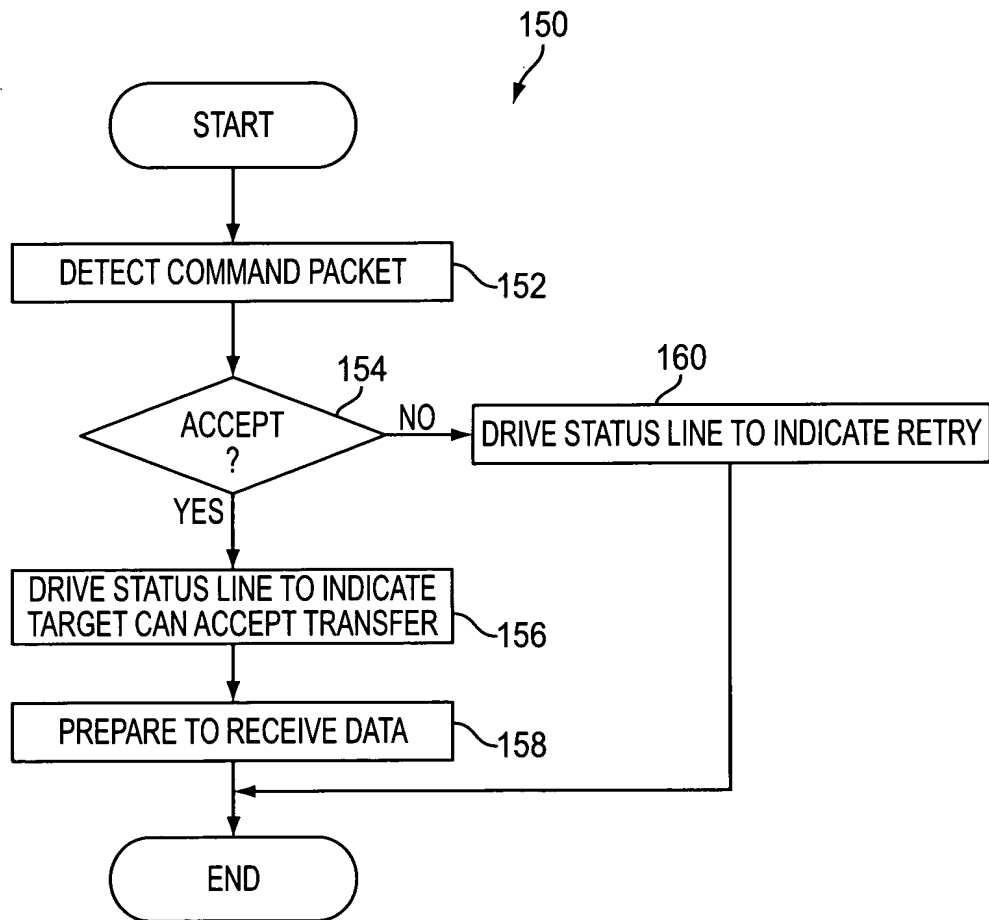 150
START
DETECT COMMAND PACKET
152
154
ACCEPT
?
NO
160
DRIVE STATUS LINE TO INDICATE RETRY
YES
DRIVE STATUS LINE TO INDICATE
TARGET CAN ACCEPT TRANSFER
156
PREPARE TO RECEIVE DATA
158
END